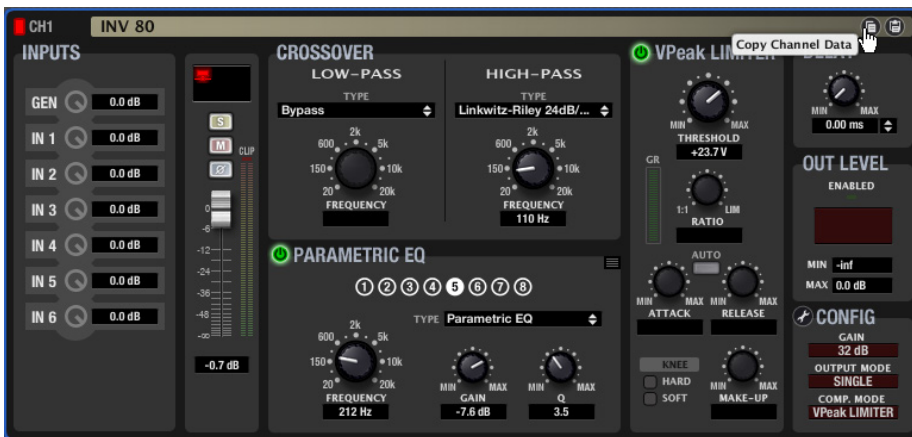 CH1
INV 80
Copy Channel Data
INPUTS
GEN 0.0 dB
IN 1 0.0 dB
IN 2 0.0 dB
IN 3 0.0 dB
IN 4 0.0 dB
IN 5 0.0 dB
IN 6 0.0 dB
S
M
Ø
CLIP
0
-6
-12
-24
-36
-48
-∞
-0.7 dB
CROSSOVER
LOW-PASS
TYPE
Bypass
600 2k 5k
150 10k
20 20k
FREQUENCY
HIGH-PASS
TYPE
Linkwitz-Riley 24dB/...
600 2k 5k
150 10k
20 20k
FREQUENCY
110 Hz
PARAMETRIC EQ
1 2 3 4 5 6 7 8
TYPE Parametric EQ
600 2k 5k
150 10k
20 20k
FREQUENCY
212 Hz
MIN MAX
GAIN
-7.6 dB
MIN MAX
Q
3.5
VPeak LIMITER
MIN MAX
THRESHOLD
+23.7 V
GR
1:1 LIM
RATIO
AUTO
MIN MAX
ATTACK
MIN MAX
RELEASE
KNEE
HARD
SOFT
MIN MAX
MAKE-UP
MIN MAX
0.00 ms
OUT LEVEL
ENABLED
MIN -inf
MAX 0.0 dB
CONFIG
GAIN
32 dB
OUTPUT MODE
SINGLE
COMP. MODE
VPeak LIMITER